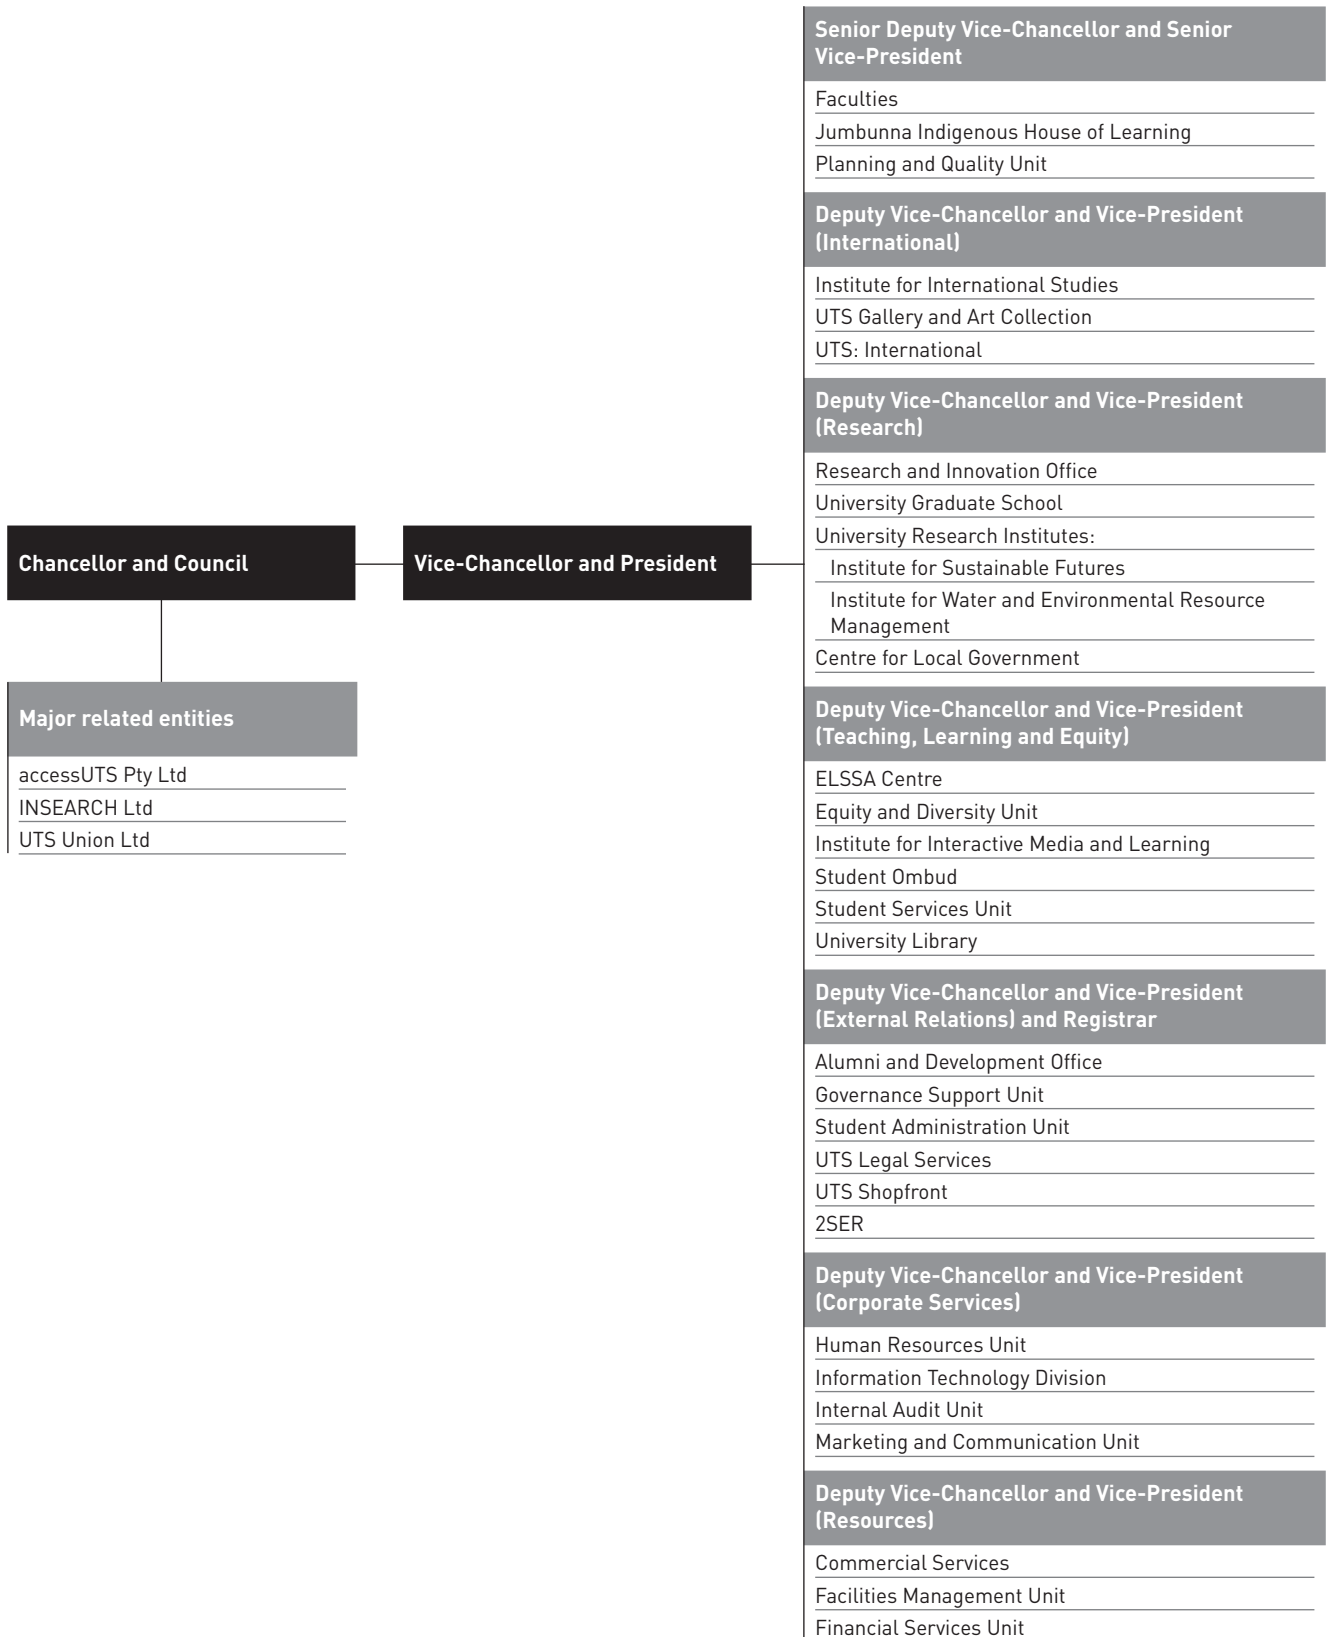 Chancellor and Council
Major related entities
accessUTS Pty Ltd
INSEARCH Ltd
UTS Union Ltd
Vice-Chancellor and President
Senior Deputy Vice-Chancellor and Senior
Vice-President
Faculties
Jumbunna Indigenous House of Learning
Planning and Quality Unit
Deputy Vice-Chancellor and Vice-President
(International)
Institute for International Studies
UTS Gallery and Art Collection
UTS: International
Deputy Vice-Chancellor and Vice-President
(Research)
Research and Innovation Office
University Graduate School
University Research Institutes:
Institute for Sustainable Futures
Institute for Water and Environmental Resource
Management
Centre for Local Government
Deputy Vice-Chancellor and Vice-President
(Teaching, Learning and Equity)
ELSSA Centre
Equity and Diversity Unit
Institute for Interactive Media and Learning
Student Ombud
Student Services Unit
University Library
Deputy Vice-Chancellor and Vice-President
(External Relations) and Registrar
Alumni and Development Office
Governance Support Unit
Student Administration Unit
UTS Legal Services
UTS Shopfront
2SER
Deputy Vice-Chancellor and Vice-President
(Corporate Services)
Human Resources Unit
Information Technology Division
Internal Audit Unit
Marketing and Communication Unit
Deputy Vice-Chancellor and Vice-President
(Resources)
Commercial Services
Facilities Management Unit
Financial Services Unit